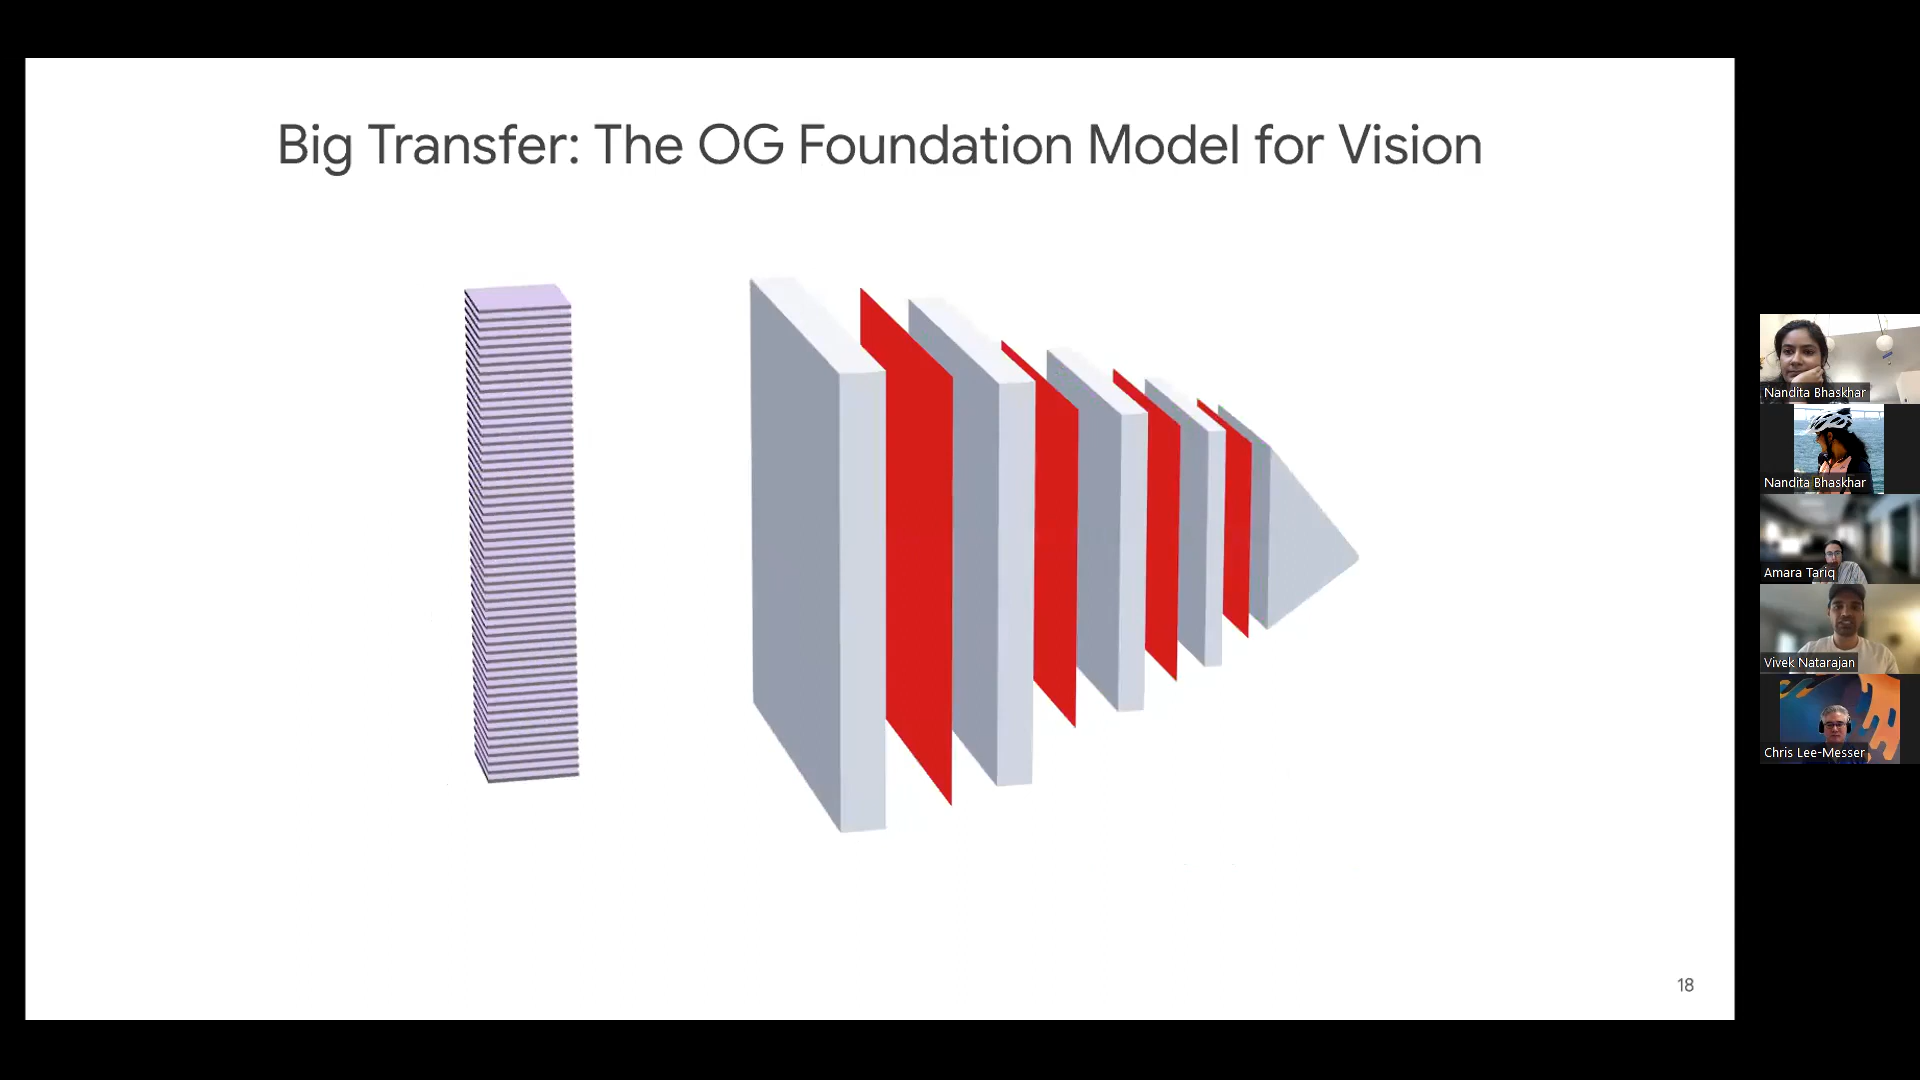 Big Transfer: The OG Foundation Model for Vision
Nandita Bhaskhar
Nandita Bhaskhar
Amara Tariq
Vivek Natarajan
Chris Lee-Messer
18